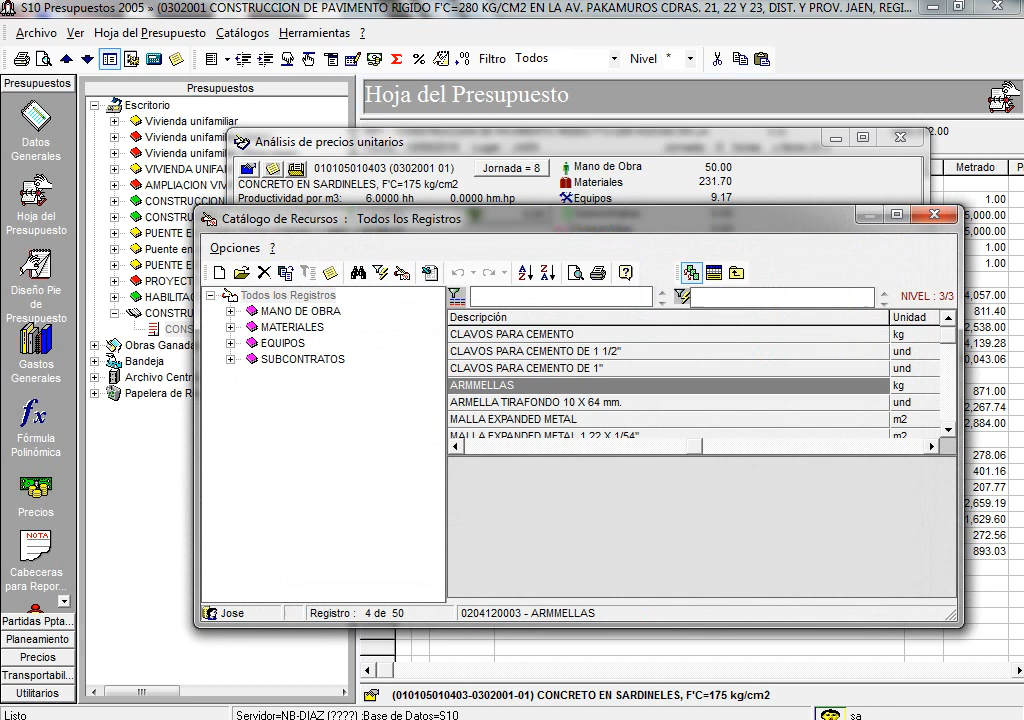 S10 Presupuestos 2005 » (0302001 CONSTRUCCION DE PAVIMENTO RIGIDO F'C=280 KG/CM2 EN LA AV. PAKAMUROS CDRAS. 21, 22 Y 23, DIST. Y PROV. JAEN, REGI...
Archivo Ver Hoja del Presupuesto Catálogos Herramientas ?
Filtro Todos Nivel *
Presupuestos
Datos Generales
Hoja del Presupuesto
Diseño Pie de Presupuesto
Gastos Generales
Fórmula Polinómica
Precios
Cabeceras para Repor...
Partidas Ppta...
Planeamiento
Precios
Transportabil...
Utilitarios
Presupuestos
Escritorio
Vivienda unifamiliar
Vivienda unifami
Vivienda unifami
VIVIENDA UNIFA
AMPLIACION VIV
CONSTRUCCION
CONSTRU
PUENTE E
Puente en
PUENTE E
PROYECT
HABILITAC
CONSTRU
CONS
Obras Ganada
Bandeja
Archivo Centr
Papelera de R
Hoja del Presupuesto
2.00
Metrado
P
1.00
5,000.00
5,000.00
1.00
1.00
4,057.00
811.40
2,538.00
4,139.28
0,043.06
871.00
2,267.74
2,884.00
278.06
401.16
207.77
2,659.19
1,629.60
272.56
893.03
Análisis de precios unitarios
010105010403 (0302001 01) Jornada = 8
CONCRETO EN SARDINELES, F'C=175 kg/cm2
Productividad por m3: 6.0000 hh 0.0000 hm.hp
Mano de Obra 50.00
Materiales 231.70
Equipos 9.17
Catálogo de Recursos : Todos los Registros
Opciones ?
NIVEL : 3/3
Todos los Registros
MANO DE OBRA
MATERIALES
EQUIPOS
SUBCONTRATOS
Descripción Unidad
CLAVOS PARA CEMENTO kg
CLAVOS PARA CEMENTO DE 1 1/2" und
CLAVOS PARA CEMENTO DE 1" und
ARMMELLAS kg
ARMELLA TIRAFONDO 10 X 64 mm. und
MALLA EXPANDED METAL m2
MALLA EXPANDED METAL 1.22 X 1/54" m2
Jose Registro : 4 de 50 0204120003 - ARMMELLAS
(010105010403-0302001-01) CONCRETO EN SARDINELES, F'C=175 kg/cm2
Listo Servidor=NB-DIAZ (????) :Base de Datos=S10 sa